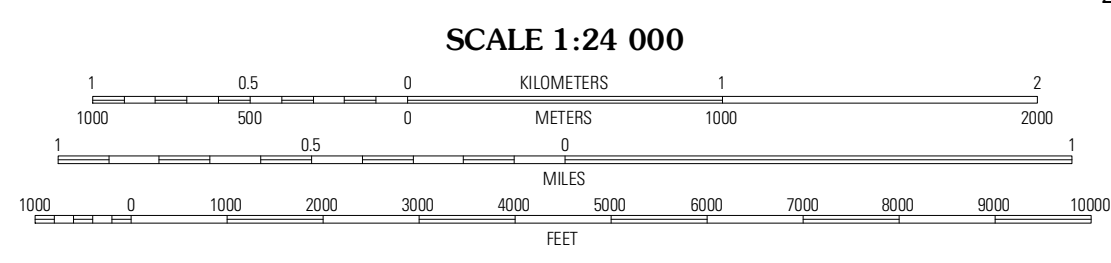 SCALE 1:24 000
1 0.5 0 KILOMETERS 1 2
1000 500 0 METERS 1000 2000
1 0.5 0 1
MILES
1000 0 1000 2000 3000 4000 5000 6000 7000 8000 9000 10000
FEET